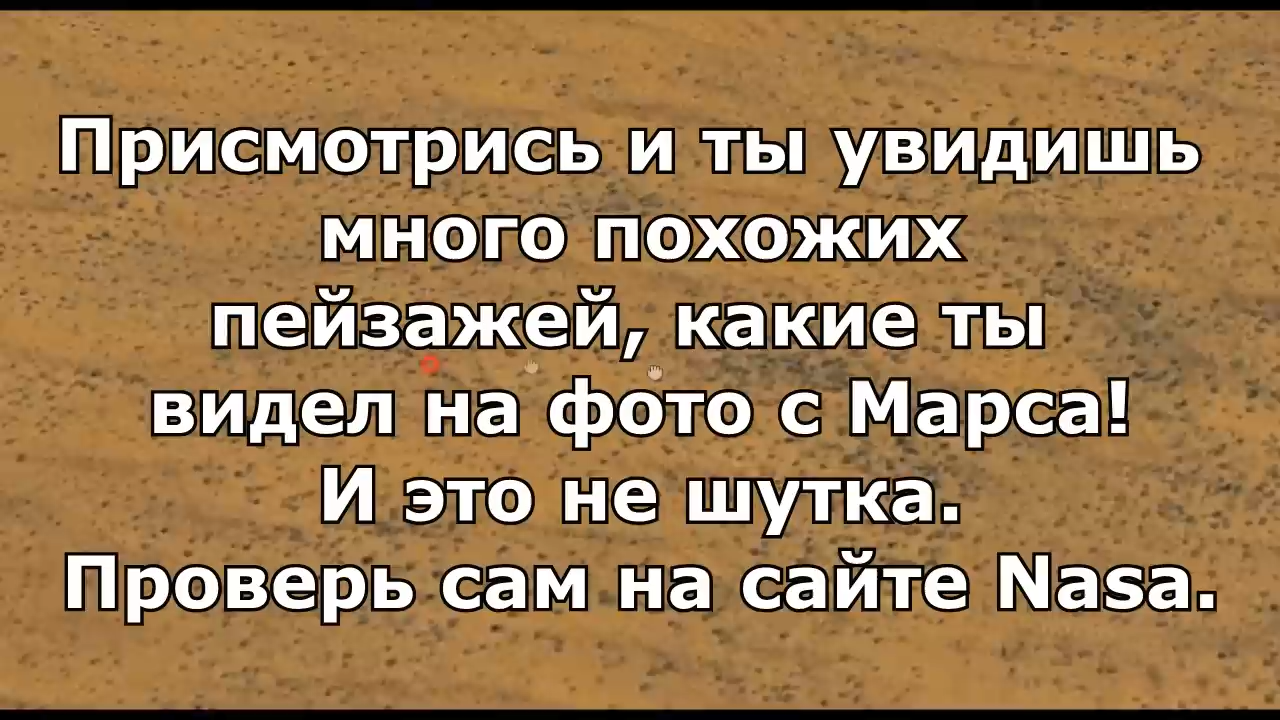 Присмотрись и ты увидишь
много похожих
пейзажей, какие ты
видел на фото с Марса!
И это не шутка.
Проверь сам на сайте Nasa.